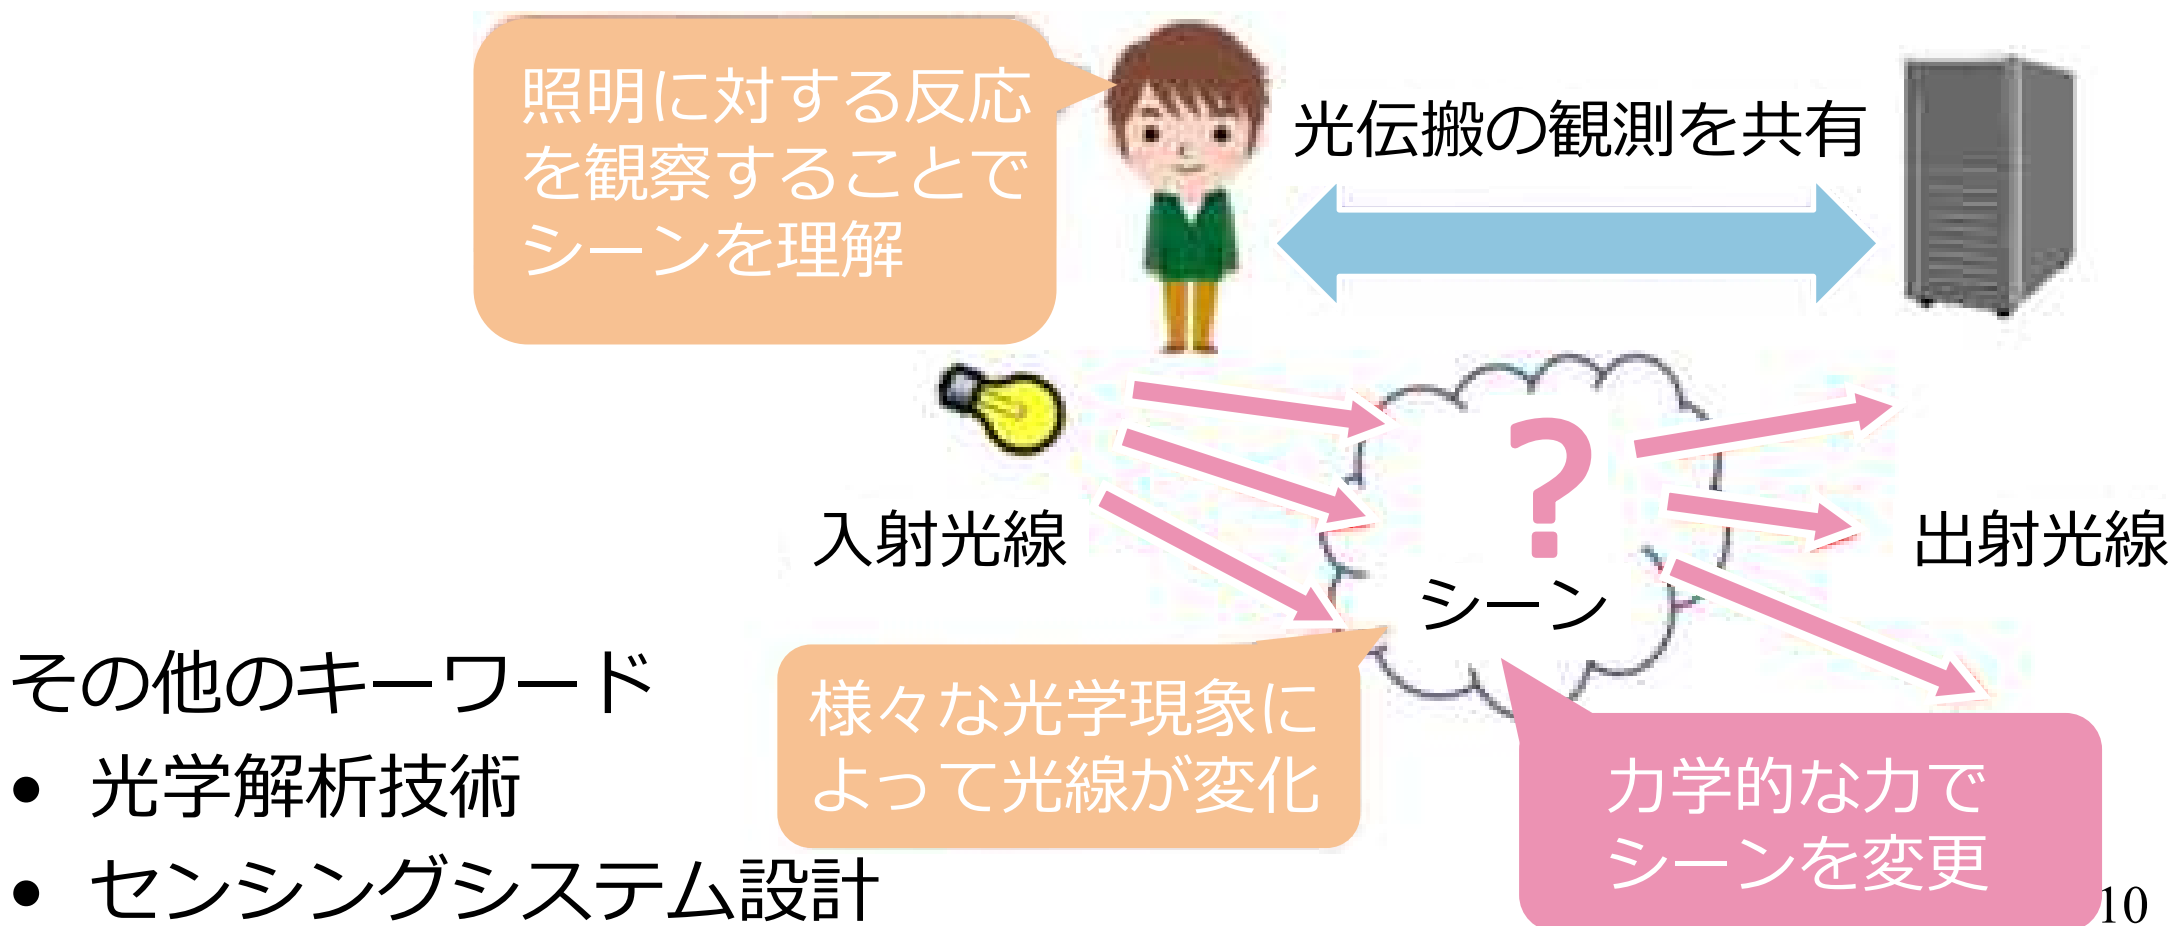 照明に対する反応
を観察することで
シーンを理解
光伝搬の観測を共有
入射光線
?
シーン
出射光線
様々な光学現象に
よって光線が変化
力学的な力で
シーンを変更
その他のキーワード
• 光学解析技術
• センシングシステム設計
10